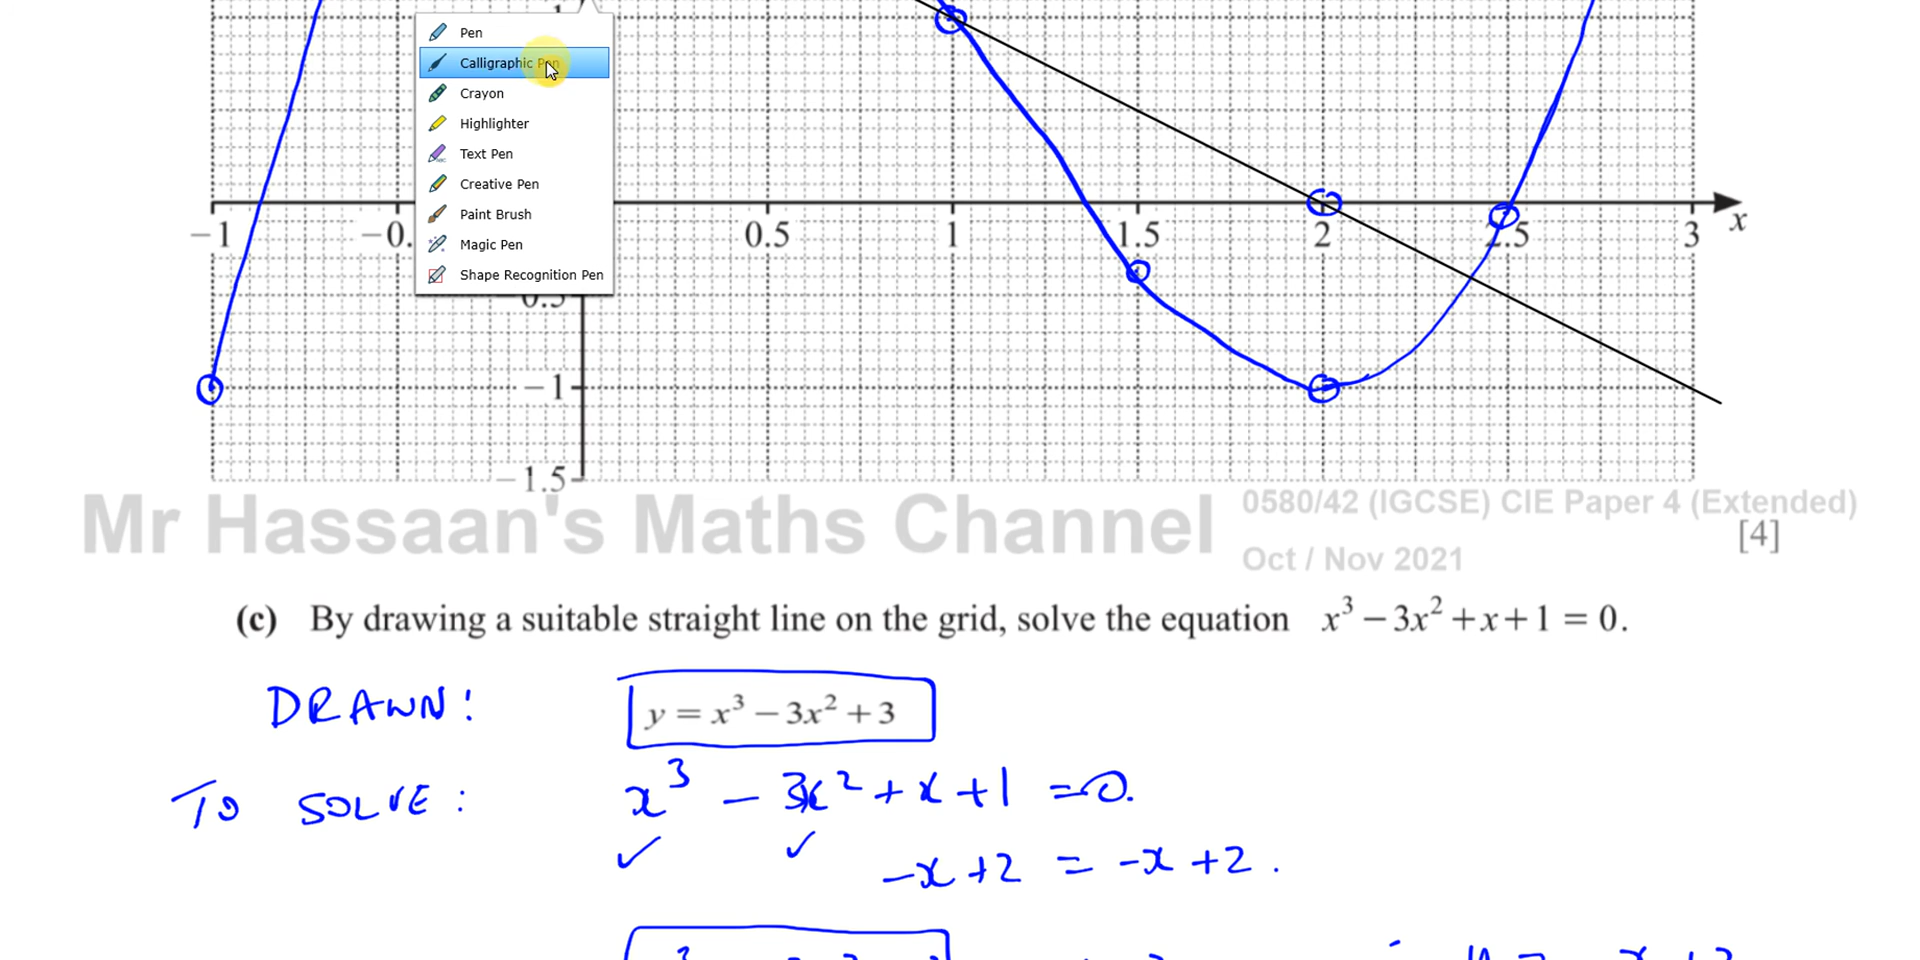 Pen
Calligraphic Pen
Crayon
Highlighter
Text Pen
Creative Pen
Paint Brush
Magic Pen
Shape Recognition Pen
−1 −0. 0.5 1 1.5 2 2.5 3 x
−1
−1.5
Mr Hassaan's Maths Channel
0580/42 (IGCSE) CIE Paper 4 (Extended)
Oct / Nov 2021
[4]
(c) By drawing a suitable straight line on the grid, solve the equation x³ − 3x² + x + 1 = 0.
DRAWN: y = x³ − 3x² + 3
TO SOLVE: x³ − 3x² + x + 1 = 0.
−x + 2 = −x + 2.